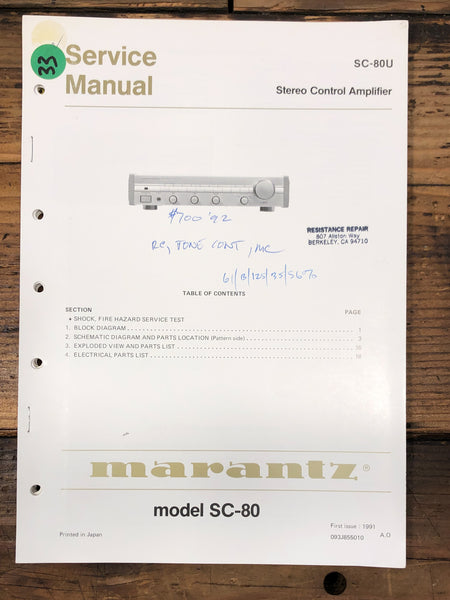 33
Service
Manual
SC-80U
Stereo Control Amplifier
$700 '92
RC, TONE CONT, MC
RESISTANCE REPAIR
807 Allston Way
BERKELEY, CA 94710
TABLE OF CONTENTS
SECTION PAGE
• SHOCK, FIRE HAZARD SERVICE TEST
1. BLOCK DIAGRAM 1
2. SCHEMATIC DIAGRAM AND PARTS LOCATION (Pattern side) 3
3. EXPLODED VIEW AND PARTS LIST
4. ELECTRICAL PARTS LIST
marantz®
model SC-80
Printed in Japan
First Issue : 1991
093J855010 A.O